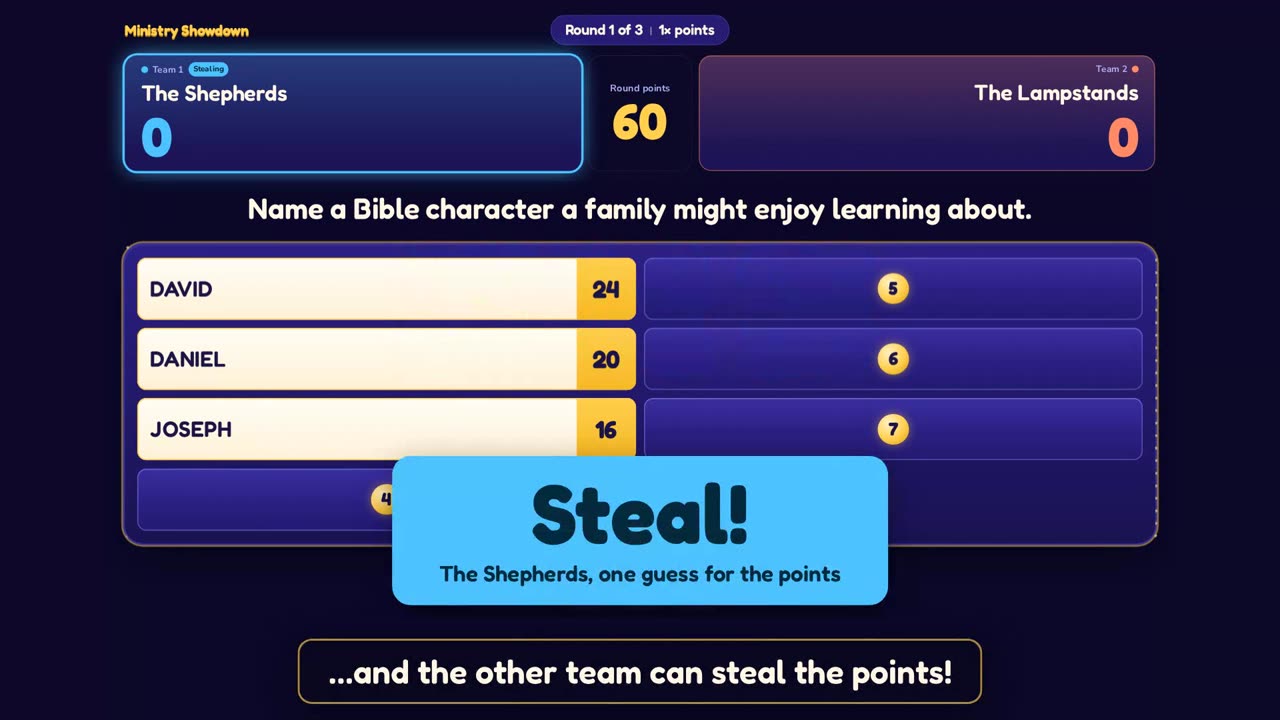 Ministry Showdown
Round 1 of 3 | 1x points
Team 1 Stealing
The Shepherds
0
Round points
60
Team 2
The Lampstands
0
Name a Bible character a family might enjoy learning about.
DAVID 24
5
DANIEL 20
6
JOSEPH 16
7
4
Steal!
The Shepherds, one guess for the points
...and the other team can steal the points!